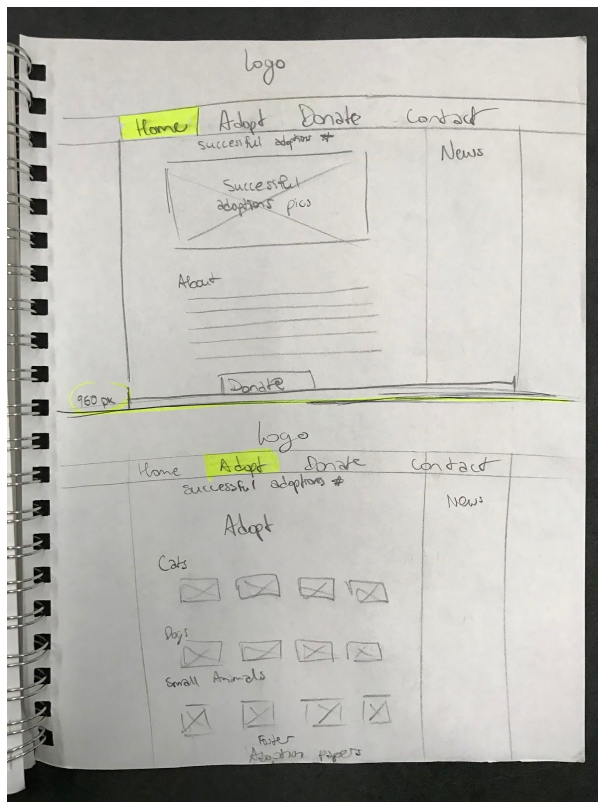 Logo
Home Adopt Donate Contact
successful adoptions #
News
Successful
adoptions pics
About
Donate
960 px
logo
Home Adopt Donate Contact
successful adoptions #
News
Adopt
Cats
Dogs
Small Animals
Foster
Adoption papers